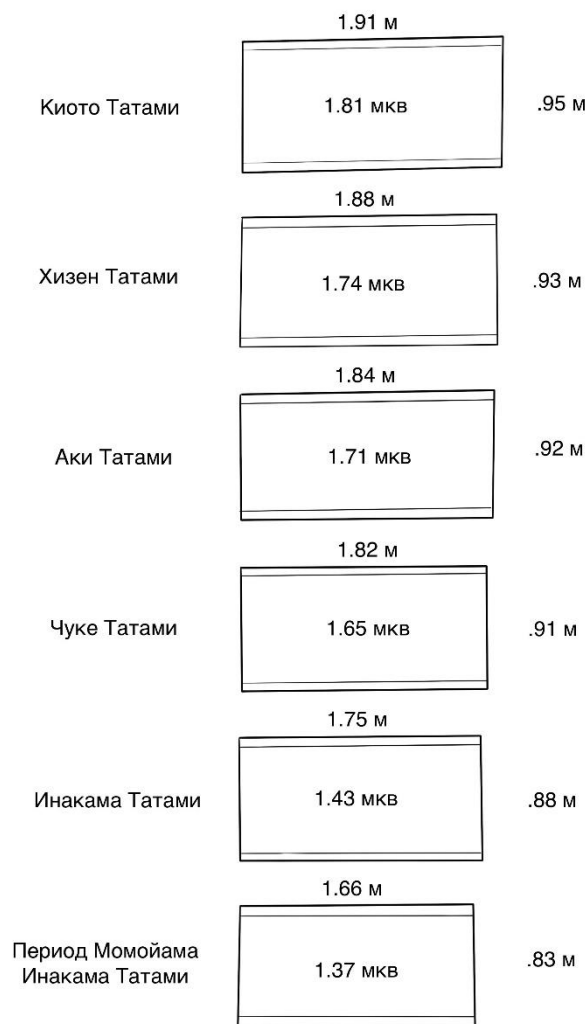 1.91 м
Киото Татами
1.81 мкв
.95 м
1.88 м
Хизен Татами
1.74 мкв
.93 м
1.84 м
Аки Татами
1.71 мкв
.92 м
1.82 м
Чуке Татами
1.65 мкв
.91 м
1.75 м
Инакама Татами
1.43 мкв
.88 м
1.66 м
Период Момойама
Инакама Татами
1.37 мкв
.83 м